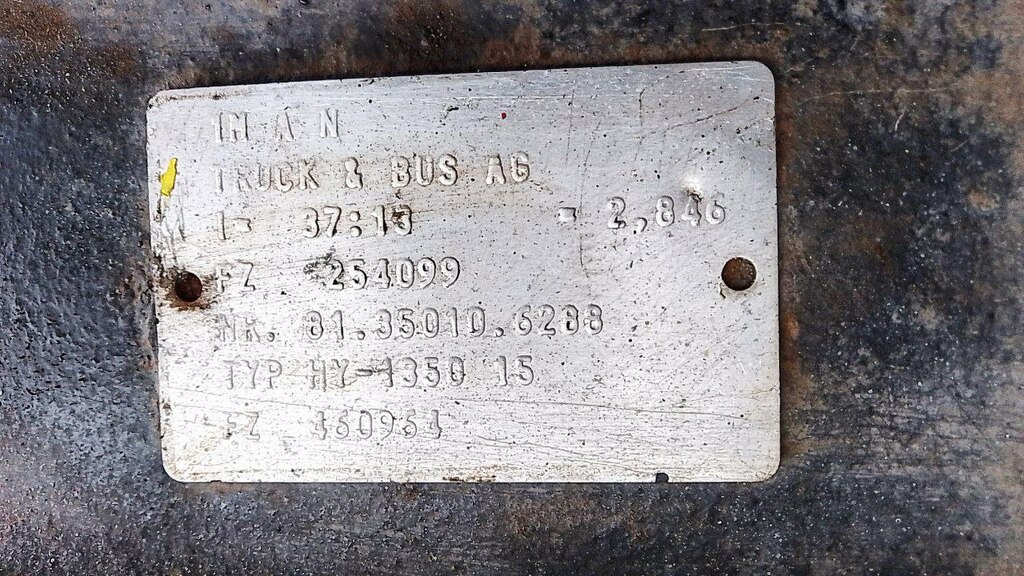 M A N
TRUCK & BUS AG
I= 37:13 = 2,846
FZ 254099
NR. 81.35010.6288
TYP HY-1350 15
FZ 460964